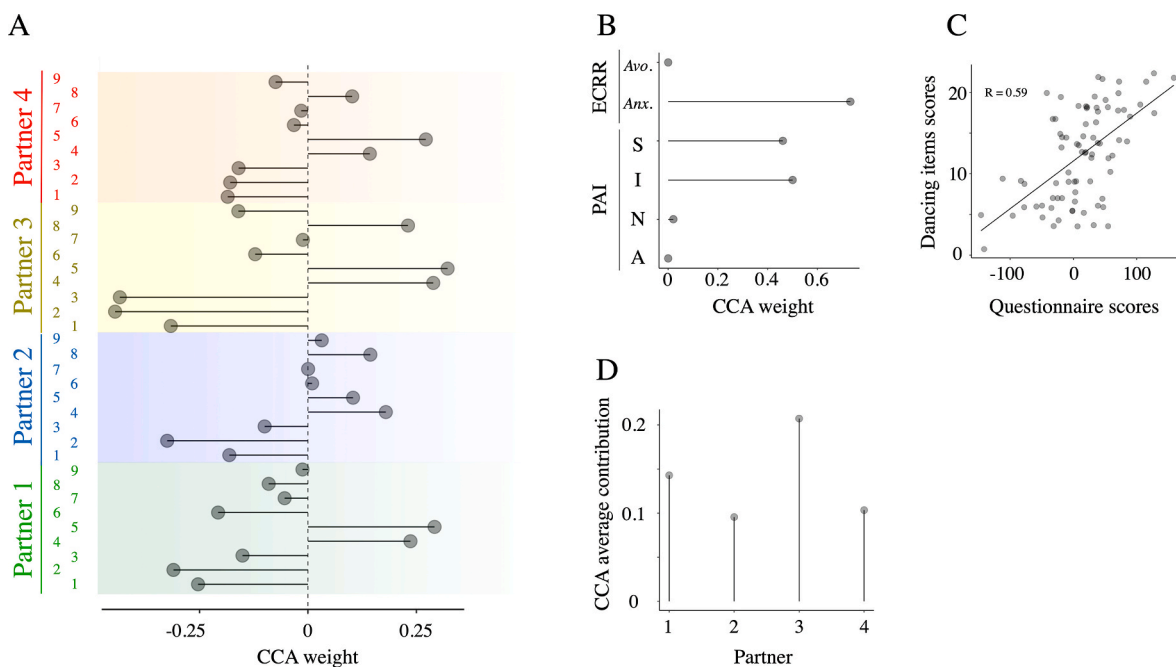 A
Partner 4
9
8
7
6
5
4
3
2
1
Partner 3
9
8
7
6
5
4
3
2
1
Partner 2
9
8
7
6
5
4
3
2
1
Partner 1
9
8
7
6
5
4
3
2
1
-0.25 0 0.25
CCA weight
B
ECRR
Avo.
Anx.
PAI
S
I
N
A
0 0.2 0.4 0.6
CCA weight
C
Dancing items scores
20
10
0
R = 0.59
-100 0 100
Questionnaire scores
D
CCA average contribution
0.2
0.1
0
1 2 3 4
Partner